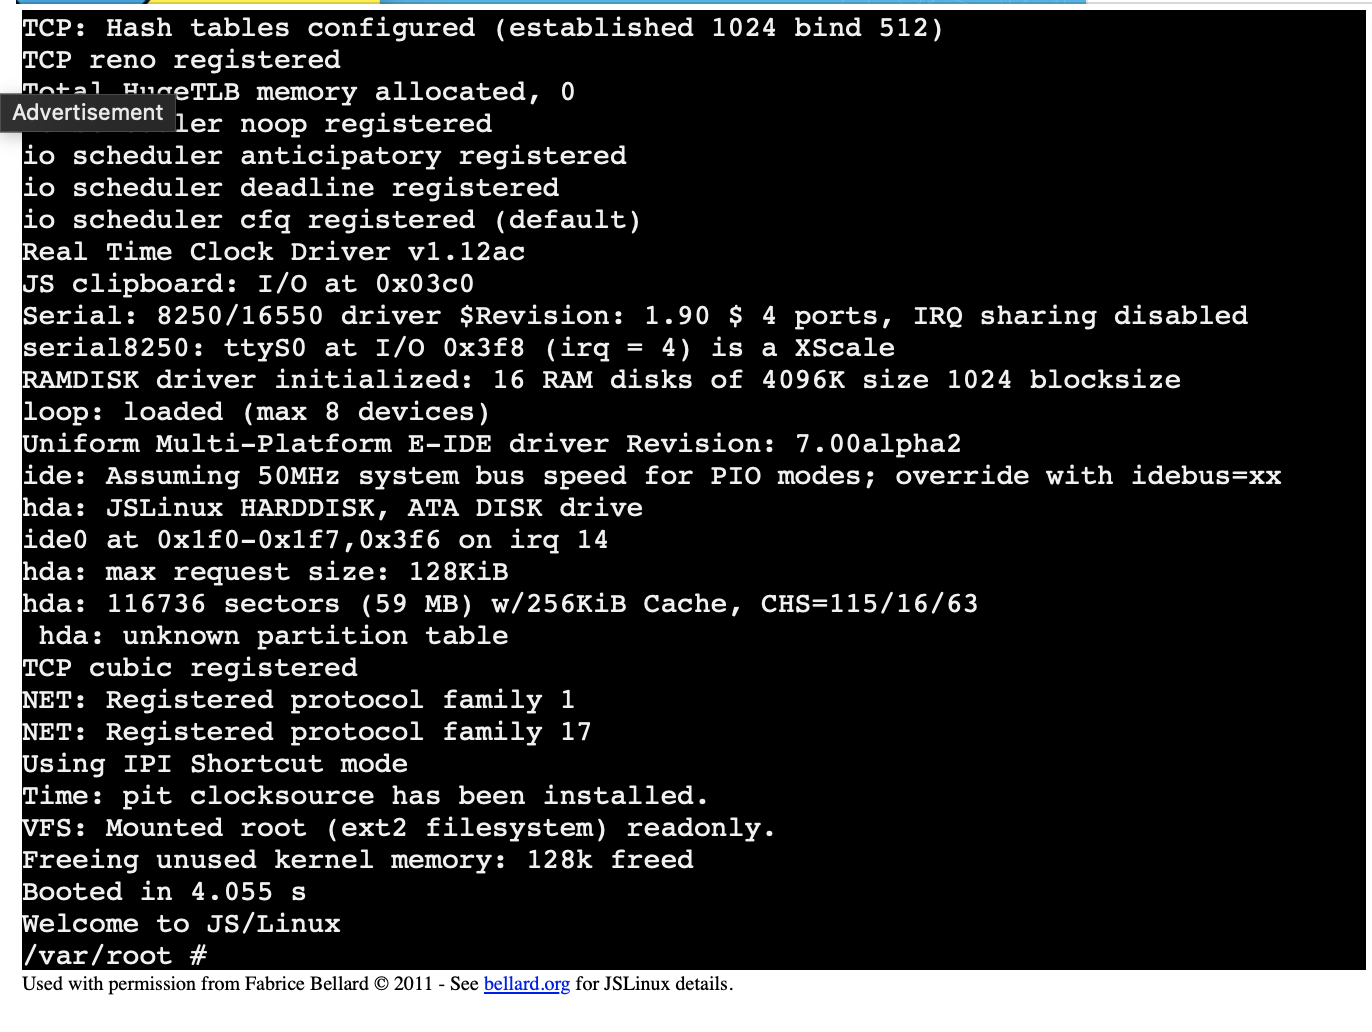 TCP: Hash tables configured (established 1024 bind 512)
TCP reno registered
Total HugeTLB memory allocated, 0
Advertisement
ler noop registered
io scheduler anticipatory registered
io scheduler deadline registered
io scheduler cfq registered (default)
Real Time Clock Driver v1.12ac
JS clipboard: I/O at 0x03c0
Serial: 8250/16550 driver $Revision: 1.90 $ 4 ports, IRQ sharing disabled
serial8250: ttyS0 at I/O 0x3f8 (irq = 4) is a XScale
RAMDISK driver initialized: 16 RAM disks of 4096K size 1024 blocksize
loop: loaded (max 8 devices)
Uniform Multi-Platform E-IDE driver Revision: 7.00alpha2
ide: Assuming 50MHz system bus speed for PIO modes; override with idebus=xx
hda: JSLinux HARDDISK, ATA DISK drive
ide0 at 0x1f0-0x1f7,0x3f6 on irq 14
hda: max request size: 128KiB
hda: 116736 sectors (59 MB) w/256KiB Cache, CHS=115/16/63
 hda: unknown partition table
TCP cubic registered
NET: Registered protocol family 1
NET: Registered protocol family 17
Using IPI Shortcut mode
Time: pit clocksource has been installed.
VFS: Mounted root (ext2 filesystem) readonly.
Freeing unused kernel memory: 128k freed
Booted in 4.055 s
Welcome to JS/Linux
/var/root #
Used with permission from Fabrice Bellard © 2011 - See bellard.org for JSLinux details.